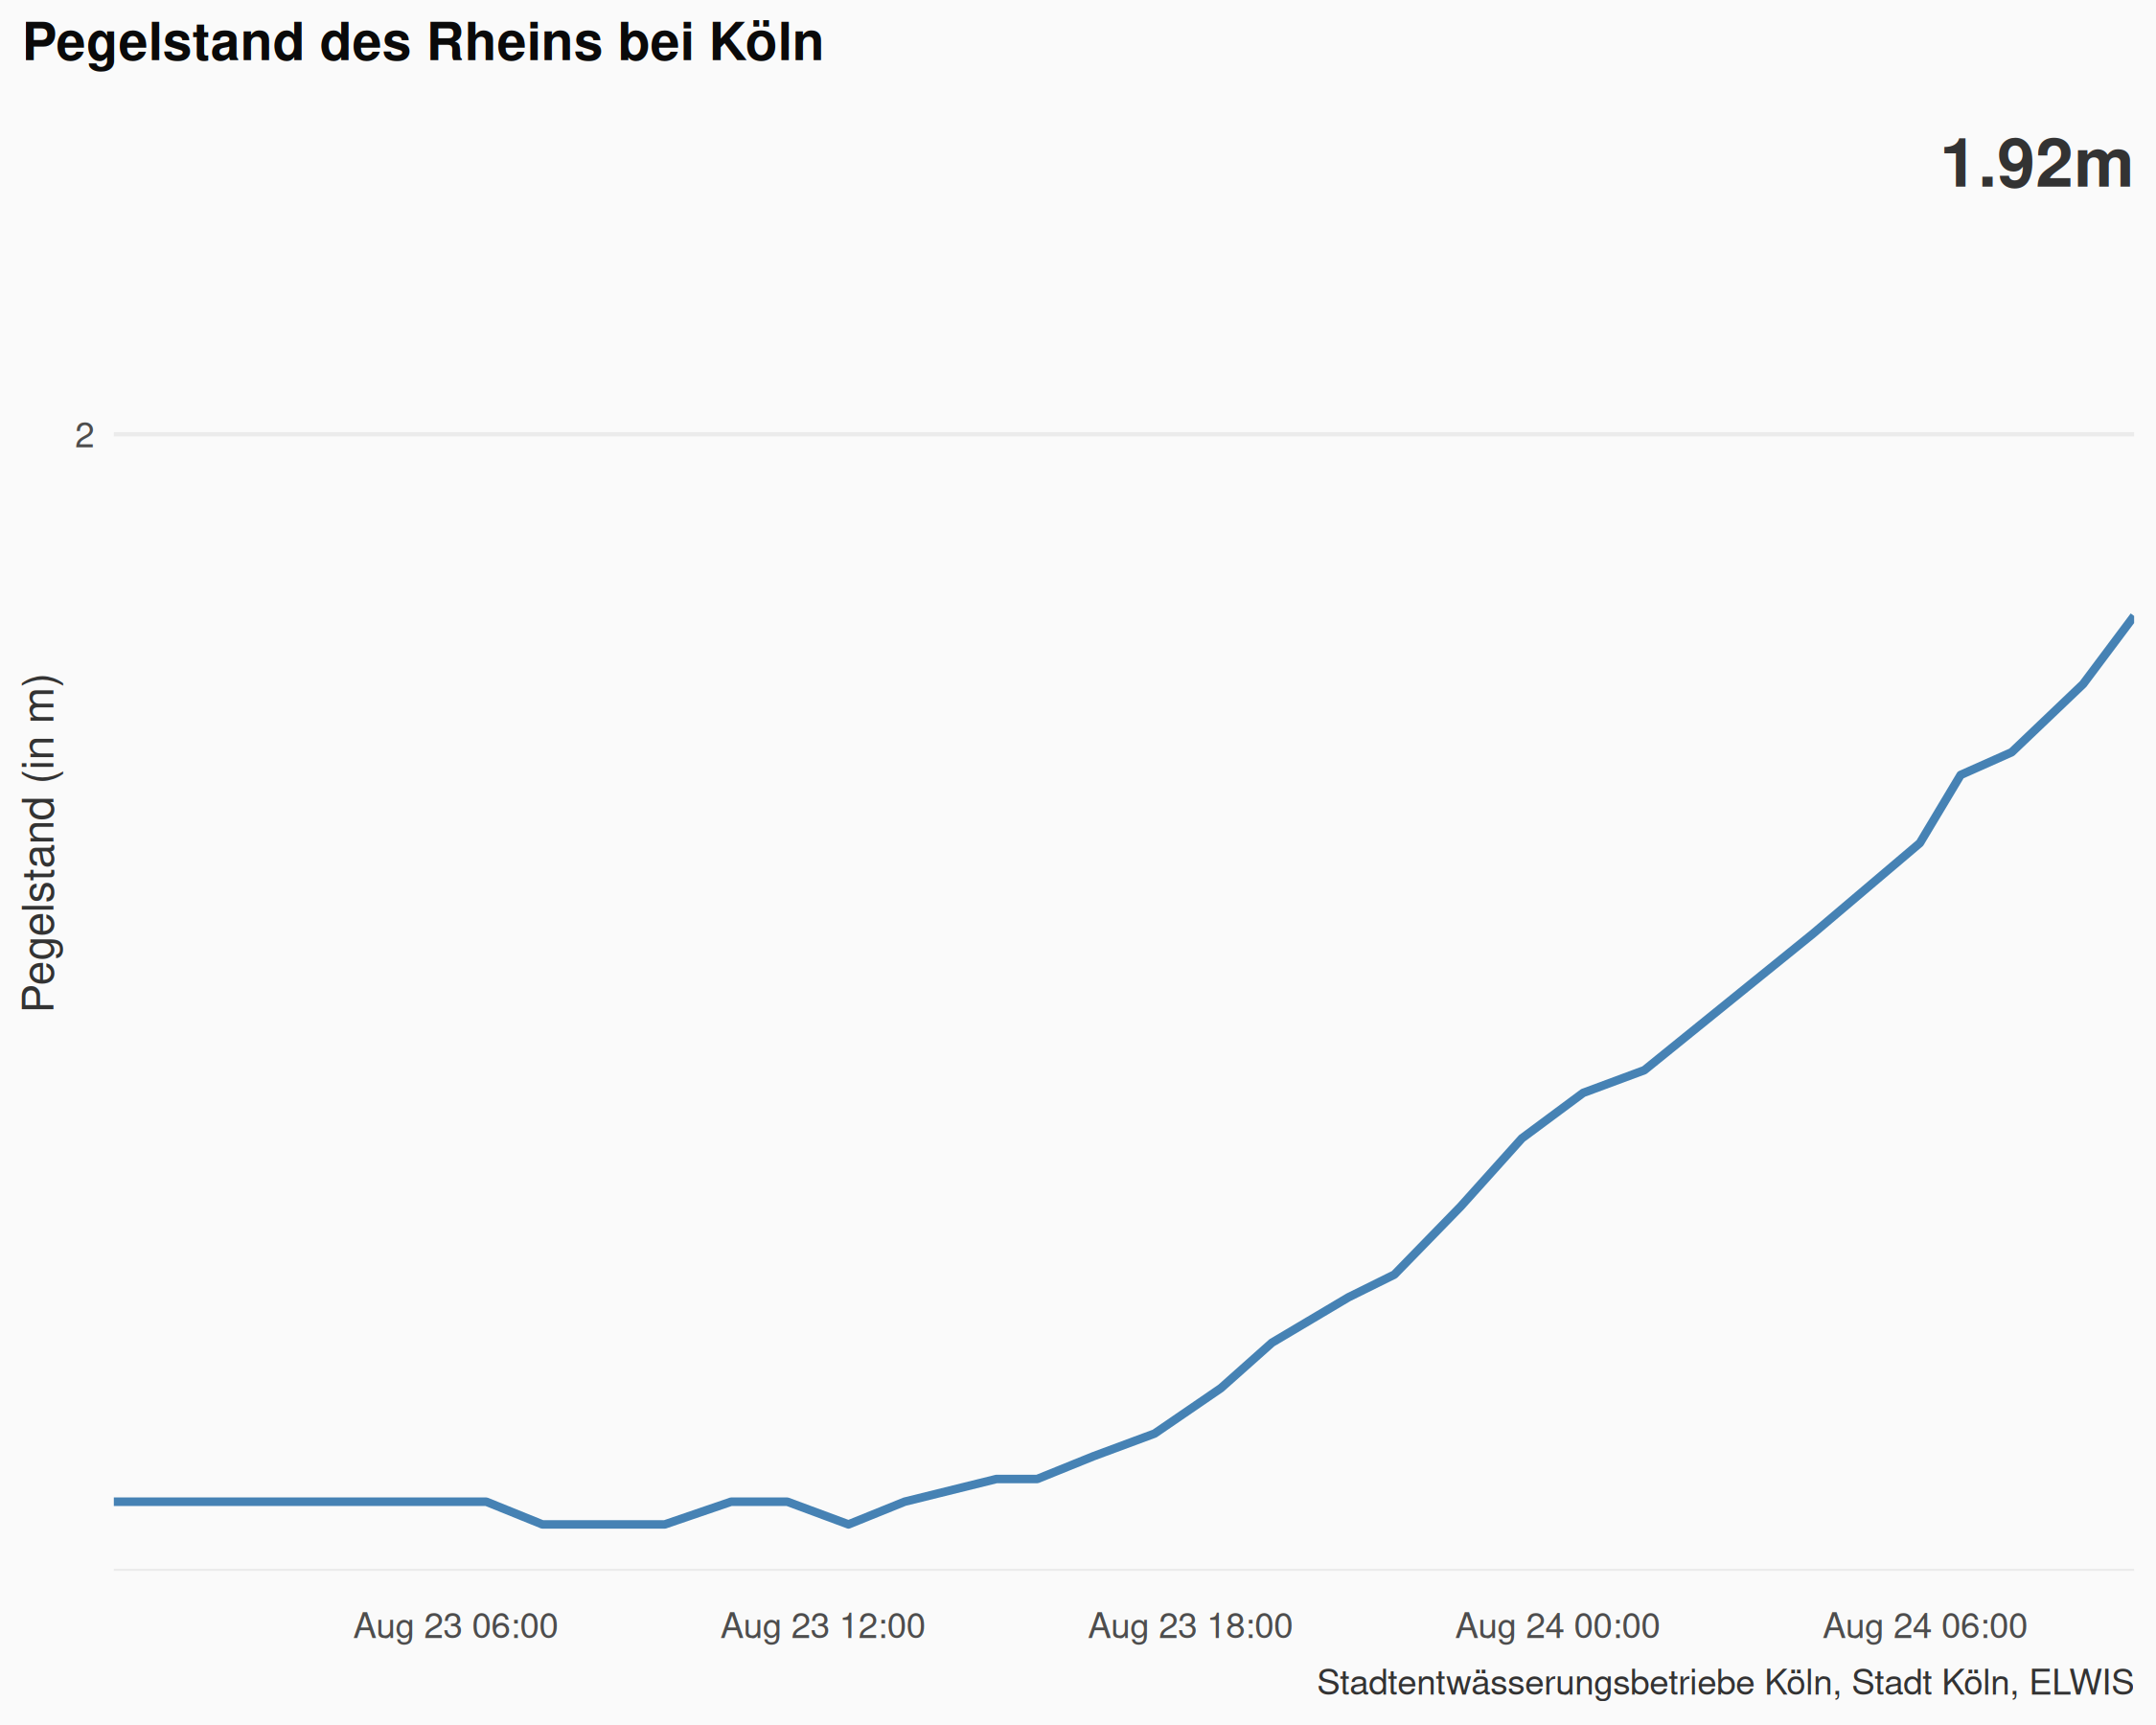 Pegelstand des Rheins bei Köln
1.92m
2
Pegelstand (in m)
Aug 23 06:00
Aug 23 12:00
Aug 23 18:00
Aug 24 00:00
Aug 24 06:00
Stadtentwässerungsbetriebe Köln, Stadt Köln, ELWIS